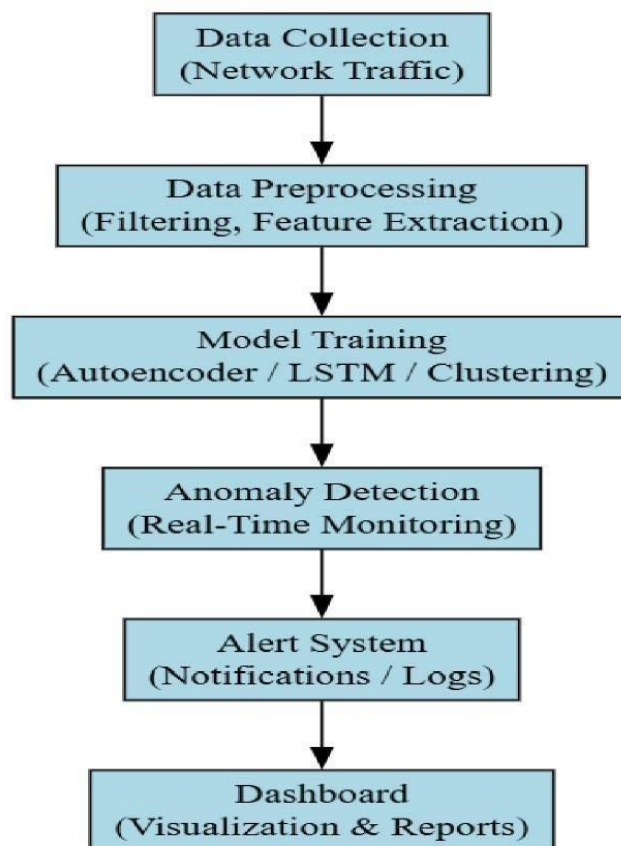 Data Collection
(Network Traffic)
Data Preprocessing
(Filtering, Feature Extraction)
Model Training
(Autoencoder / LSTM / Clustering)
Anomaly Detection
(Real-Time Monitoring)
Alert System
(Notifications / Logs)
Dashboard
(Visualization & Reports)